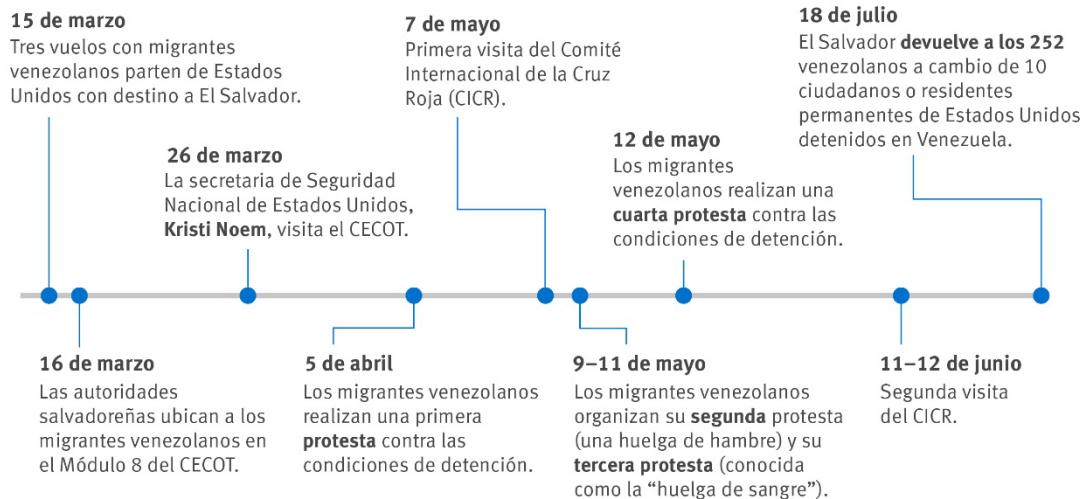 15 de marzo
Tres vuelos con migrantes
venezolanos parten de Estados
Unidos con destino a El Salvador.
16 de marzo
Las autoridades
salvadoreñas ubican a los
migrantes venezolanos en
el Módulo 8 del CECOT.
26 de marzo
La secretaria de Seguridad
Nacional de Estados Unidos,
Kristi Noem, visita el CECOT.
5 de abril
Los migrantes venezolanos
realizan una primera
protesta contra las
condiciones de detención.
7 de mayo
Primera visita del Comité
Internacional de la Cruz
Roja (CICR).
9–11 de mayo
Los migrantes venezolanos
organizan su segunda protesta
(una huelga de hambre) y su
tercera protesta (conocida
como la “huelga de sangre”).
12 de mayo
Los migrantes
venezolanos realizan una
cuarta protesta contra las
condiciones de detención.
11–12 de junio
Segunda visita
del CICR.
18 de julio
El Salvador devuelve a los 252
venezolanos a cambio de 10
ciudadanos o residentes
permanentes de Estados Unidos
detenidos en Venezuela.